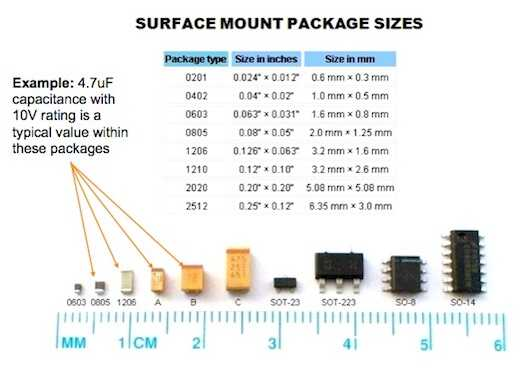 SURFACE MOUNT PACKAGE SIZES
Package type Size in inches Size in mm
0201 0.024" × 0.012" 0.6 mm × 0.3 mm
0402 0.04" × 0.02" 1.0 mm × 0.5 mm
0603 0.063" × 0.031" 1.6 mm × 0.8 mm
0805 0.08" × 0.05" 2.0 mm × 1.25 mm
1206 0.126" × 0.063" 3.2 mm × 1.6 mm
1210 0.12" × 0.10" 3.2 mm × 2.6 mm
2020 0.20" × 0.20" 5.08 mm × 5.08 mm
2512 0.25" × 0.12" 6.35 mm × 3.0 mm
Example: 4.7uF
capacitance with
10V rating is a
typical value within
these packages
0603 0805 1206 A B C SOT-23 SOT-223 SO-8 SO-14
MM 1 CM 2 3 4 5 6